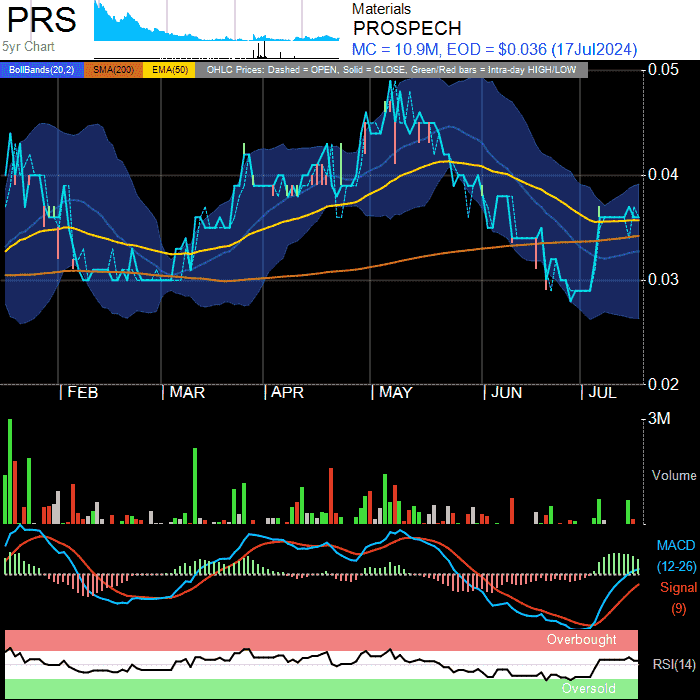 PRS
5yr Chart
Materials
PROSPECH
MC = 10.9M, EOD = $0.036 (17Jul2024)
BollBands(20,2) SMA(200) EMA(50) OHLC Prices: Dashed = OPEN, Solid = CLOSE, Green/Red bars = Intra-day HIGH/LOW
0.05
0.04
0.03
0.02
FEB MAR APR MAY JUN JUL
3M
Volume
MACD
(12-26)
Signal
(9)
Overbought
RSI(14)
Oversold